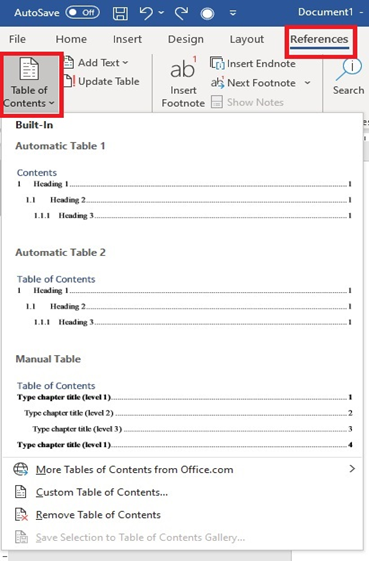 AutoSave Off Document1 -
File Home Insert Design Layout References
Table of Contents
Add Text
Update Table
ab
Insert Footnote
Insert Endnote
Next Footnote
Show Notes
Search
Built-In
Automatic Table 1
Contents
1 Heading 1 1
1.1 Heading 2 1
1.1.1 Heading 3 1
Automatic Table 2
Table of Contents
1 Heading 1 1
1.1 Heading 2 1
1.1.1 Heading 3 1
Manual Table
Table of Contents
Type chapter title (level 1) 1
Type chapter title (level 2) 2
Type chapter title (level 3) 3
Type chapter title (level 1) 4
More Tables of Contents from Office.com
Custom Table of Contents...
Remove Table of Contents
Save Selection to Table of Contents Gallery...